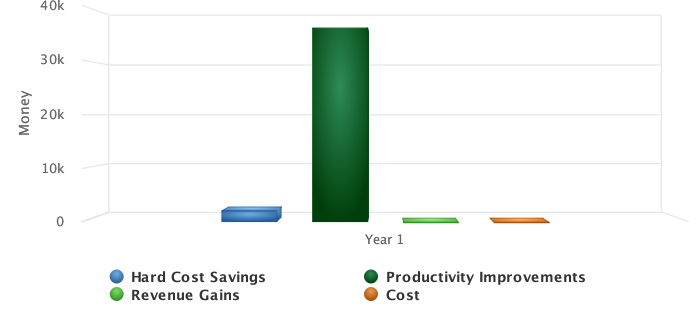 40k
30k
20k
10k
0
Money
Year 1
Hard Cost Savings
Productivity Improvements
Revenue Gains
Cost